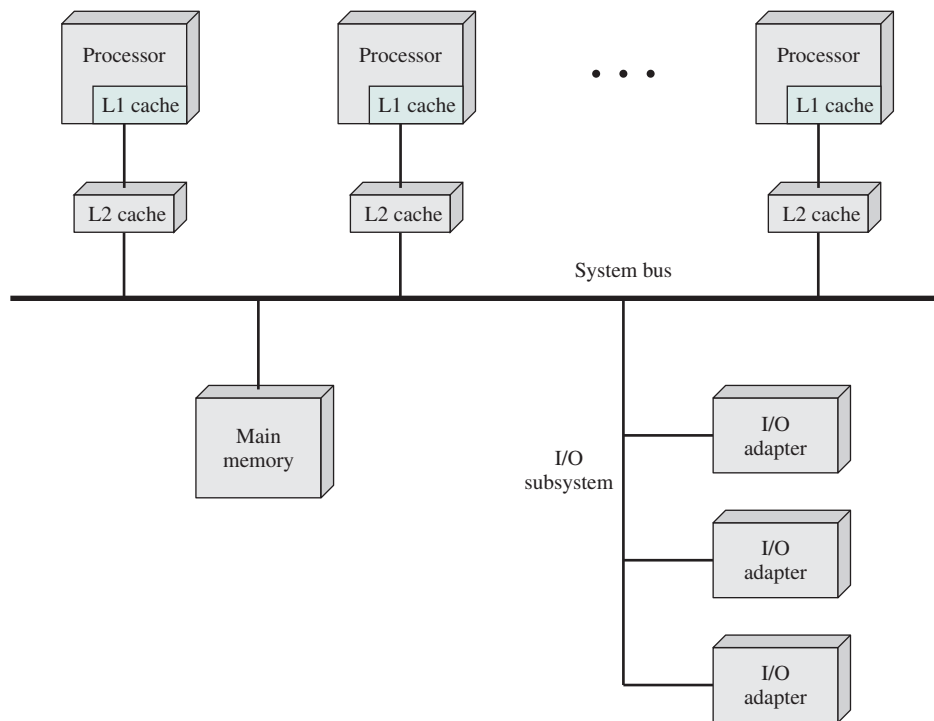 Processor
L1 cache
Processor
L1 cache
Processor
L1 cache
L2 cache
L2 cache
L2 cache
System bus
Main
memory
I/O
subsystem
I/O
adapter
I/O
adapter
I/O
adapter